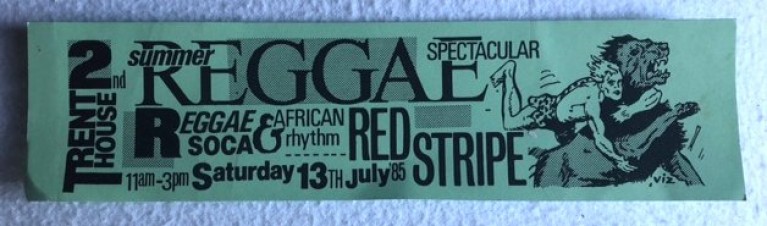 TRENT HOUSE
2nd
summer
REGGAE
SPECTACULAR
REGGAE
SOCA
&
AFRICAN
rhythm
RED
STRIPE
11am-3pm Saturday 13TH July '85
viz